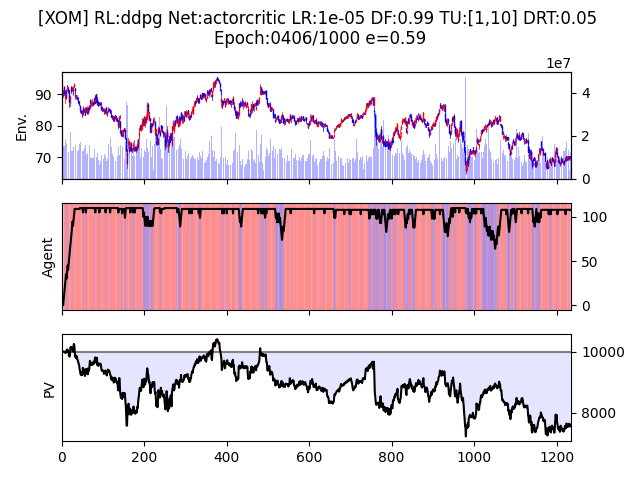 [XOM] RL:ddpg Net:actorcritic LR:1e-05 DF:0.99 TU:[1,10] DRT:0.05
Epoch:0406/1000 e=0.59
1e7
Env.
90
80
70
4
2
0
Agent
100
50
0
PV
10000
8000
0 200 400 600 800 1000 1200